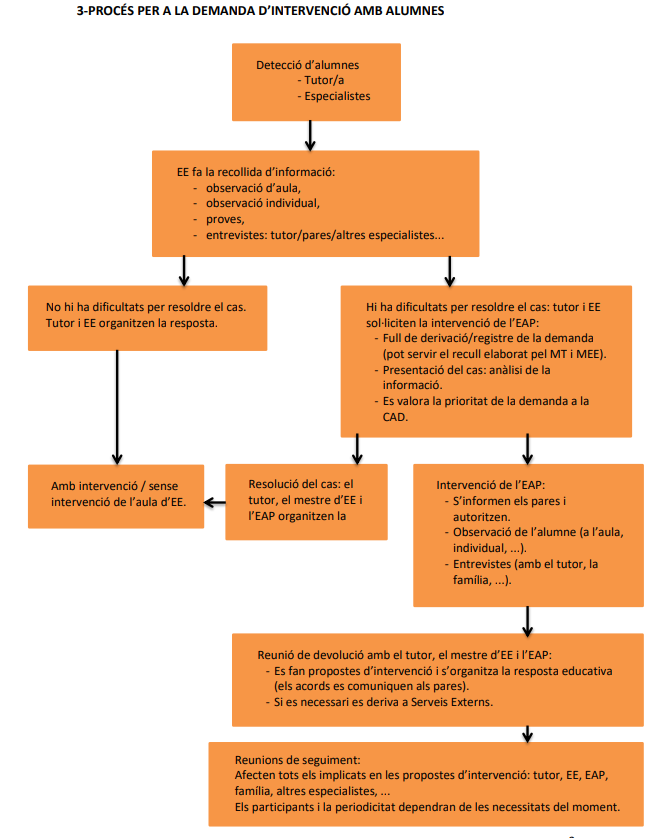 3-PROCÉS PER A LA DEMANDA D'INTERVENCIÓ AMB ALUMNES
Detecció d'alumnes
- Tutor/a
- Especialistes
EE fa la recollida d'informació:
- observació d'aula,
- observació individual,
- proves,
- entrevistes: tutor/pares/altres especialistes...
No hi ha dificultats per resoldre el cas.
Tutor i EE organitzen la resposta.
Hi ha dificultats per resoldre el cas: tutor i EE
sol·liciten la intervenció de l'EAP:
- Full de derivació/registre de la demanda
(pot servir el recull elaborat pel MT i MEE).
- Presentació del cas: anàlisi de la
informació.
- Es valora la prioritat de la demanda a la
CAD.
Amb intervenció / sense
intervenció de l'aula d'EE.
Resolució del cas: el
tutor, el mestre d'EE i
l'EAP organitzen la
Intervenció de l'EAP:
- S'informen els pares i
autoritzen.
- Observació de l'alumne (a l'aula,
individual, ...).
- Entrevistes (amb el tutor, la
família, ...).
Reunió de devolució amb el tutor, el mestre d'EE i l'EAP:
- Es fan propostes d'intervenció i s'organitza la resposta educativa
(els acords es comuniquen als pares).
- Si es necessari es deriva a Serveis Externs.
Reunions de seguiment:
Afecten tots els implicats en les propostes d'intervenció: tutor, EE, EAP,
família, altres especialistes, ...
Els participants i la periodicitat dependran de les necessitats del moment.